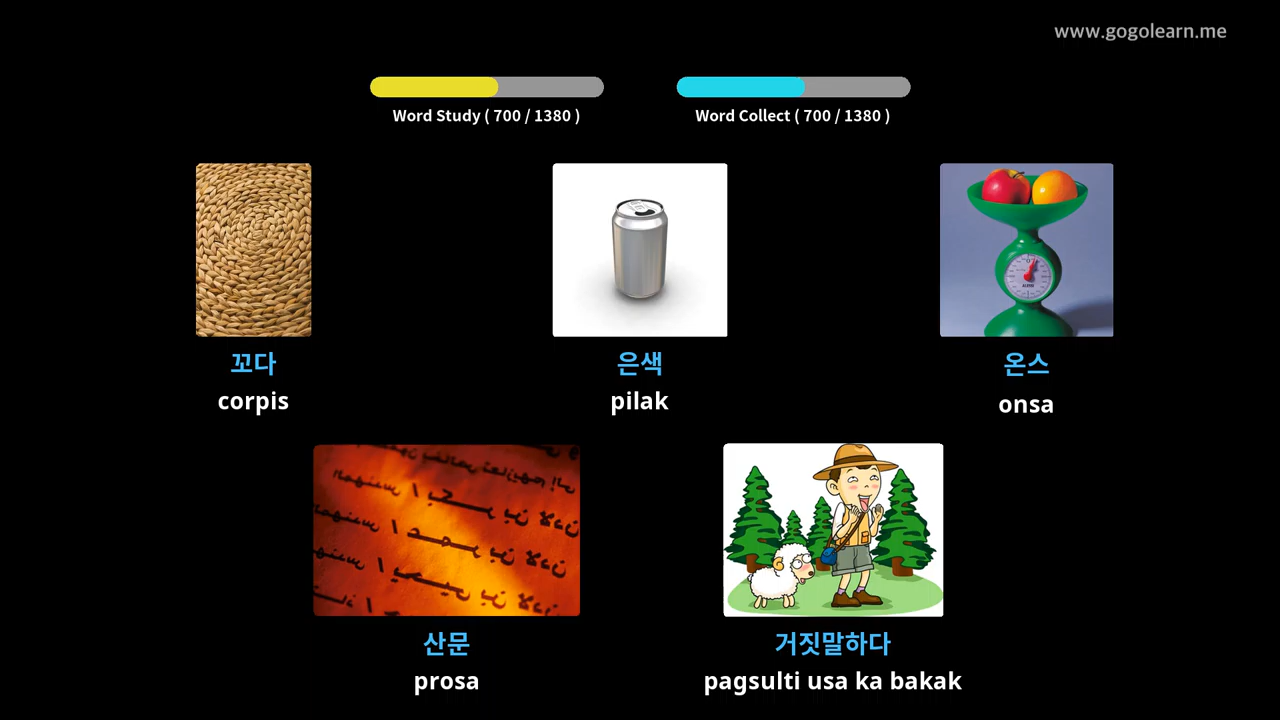 www.gogolearn.me
Word Study ( 700 / 1380 )
Word Collect ( 700 / 1380 )
꼬다
corpis
은색
pilak
온스
onsa
산문
prosa
거짓말하다
pagsulti usa ka bakak